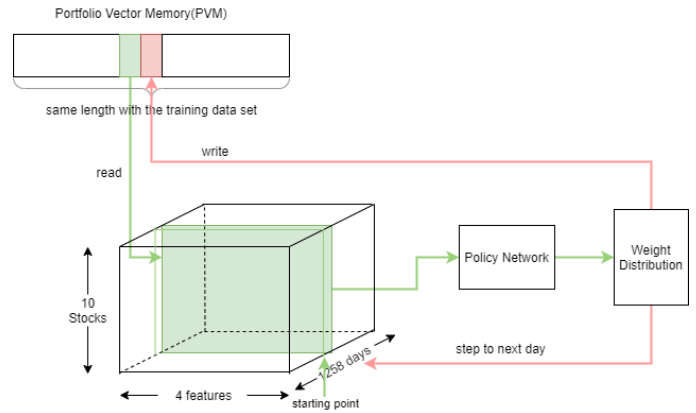 Portfolio Vector Memory(PVM)
same length with the training data set
write
read
Policy Network
Weight
Distribution
10
Stocks
1258 days
step to next day
4 features
starting point